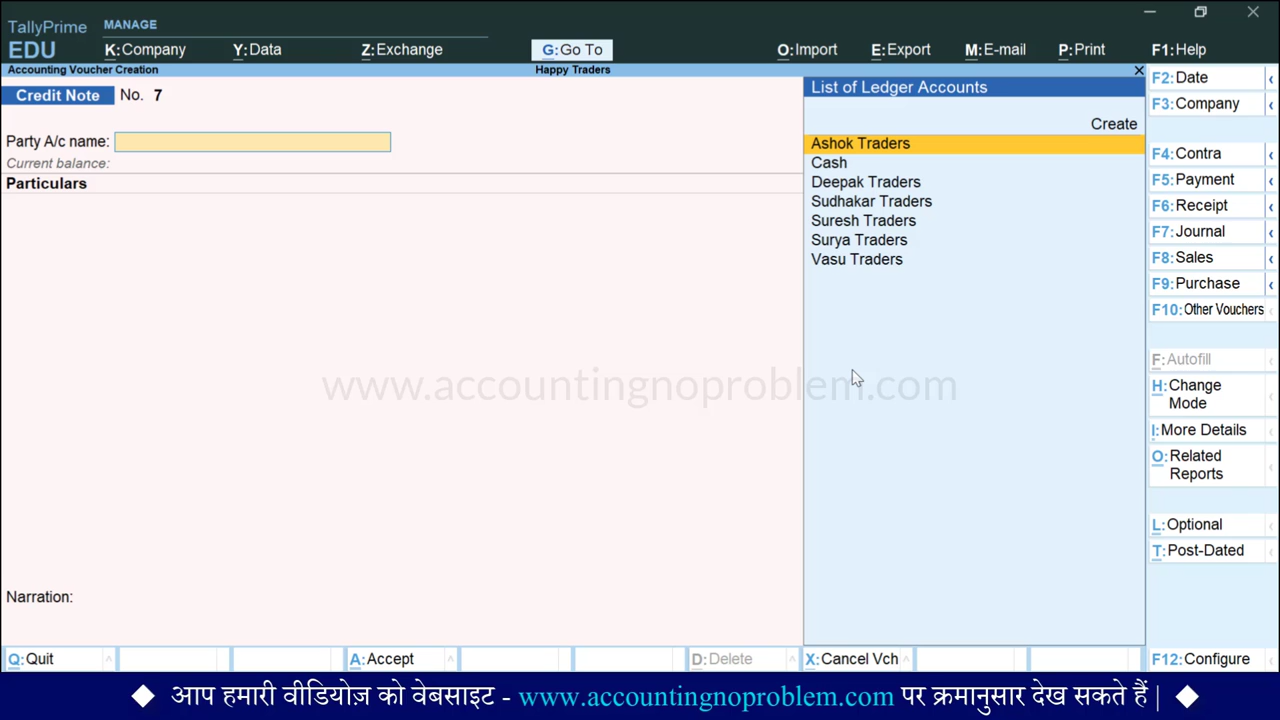 TallyPrime
EDU
MANAGE
K:Company
Y:Data
Z:Exchange
G:Go To
O:Import
E:Export
M:E-mail
P:Print
F1:Help
Accounting Voucher Creation
Happy Traders
Credit Note
No. 7
Party A/c name:
Current balance:
Particulars
Narration:
List of Ledger Accounts
Create
Ashok Traders
Cash
Deepak Traders
Sudhakar Traders
Suresh Traders
Surya Traders
Vasu Traders
www.accountingnoproblem.com
F2:Date
F3:Company
F4:Contra
F5:Payment
F6:Receipt
F7:Journal
F8:Sales
F9:Purchase
F10:Other Vouchers
F:Autofill
H:Change
Mode
I:More Details
O:Related
Reports
L:Optional
T:Post-Dated
F12:Configure
Q:Quit
A:Accept
D:Delete
X:Cancel Vch
आप हमारी वीडियोज़ को वेबसाइट - www.accountingnoproblem.com पर क्रमानुसार देख सकते हैं |